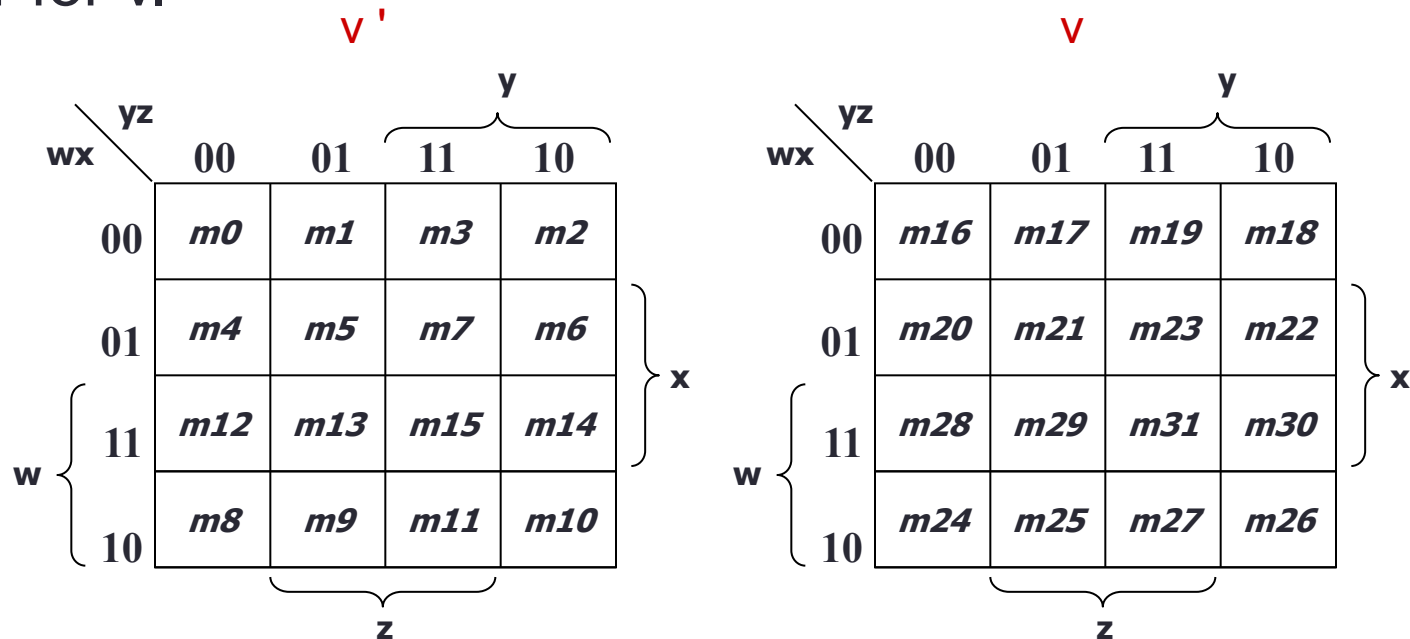 v ' v
y y
yz yz
wx 00 01 11 10 wx 00 01 11 10
00 m0 m1 m3 m2 00 m16 m17 m19 m18
01 m4 m5 m7 m6 01 m20 m21 m23 m22
x x
11 m12 m13 m15 m14 11 m28 m29 m31 m30
w w
10 m8 m9 m11 m10 10 m24 m25 m27 m26
z z